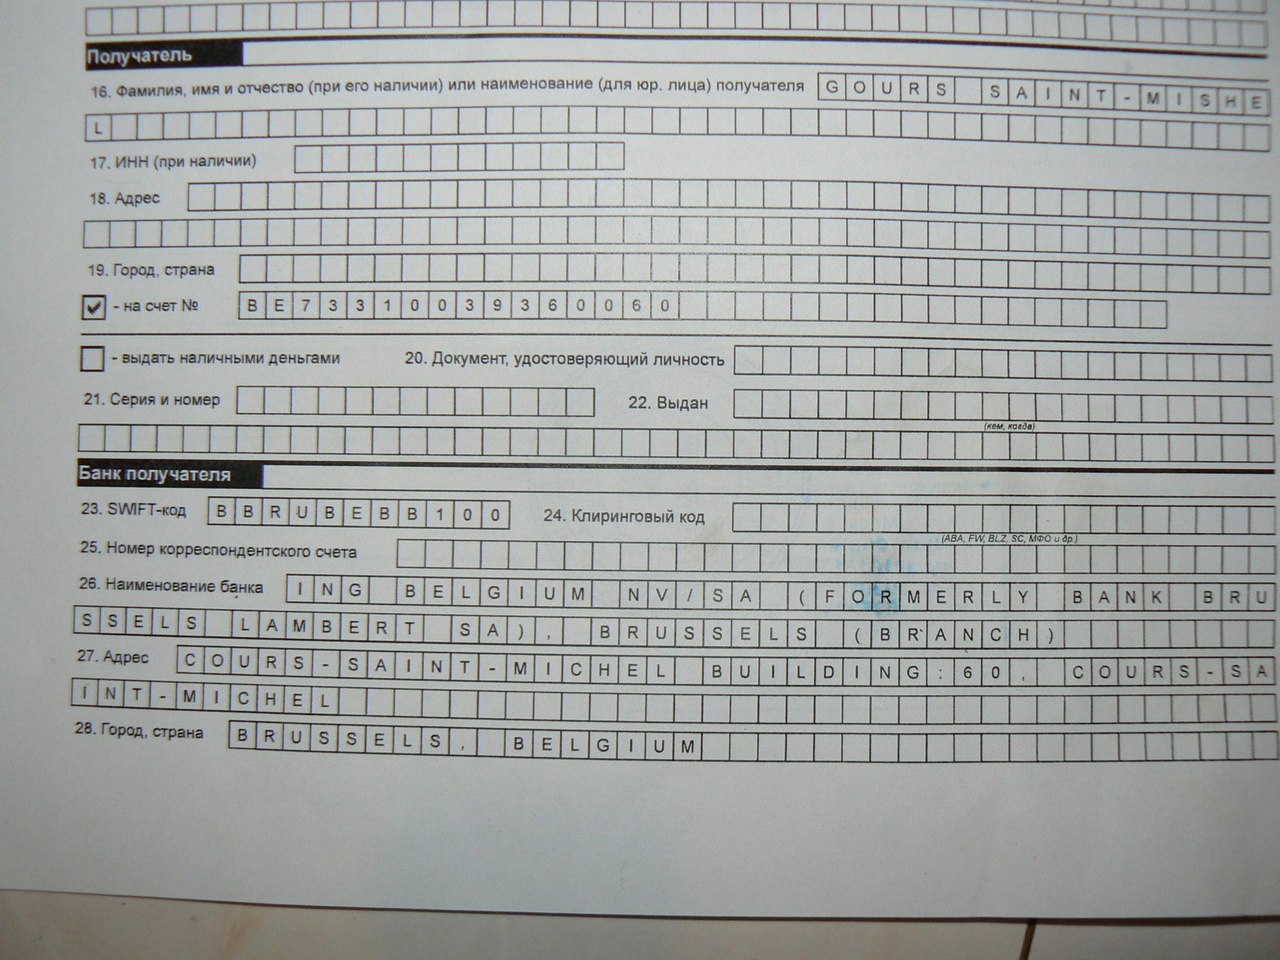 Получатель
16. Фамилия, имя и отчество (при его наличии) или наименование (для юр. лица) получателя GOURS SAINT-MISHE
L
17. ИНН (при наличии)
18. Адрес
19. Город, страна
- на счет № BE73310039360060
- выдать наличными деньгами 20. Документ, удостоверяющий личность
21. Серия и номер 22. Выдан
(кем, когда)
Банк получателя
23. SWIFT-код BBRUBEBB100 24. Клиринговый код
(ABA, FW, BLZ, SC, МФО и др.)
25. Номер корреспондентского счета
26. Наименование банка ING BELGIUM NV/SA (FORMERLY BANK BRU
SSELS LAMBERT SA), BRUSSELS (BRANCH)
27. Адрес COURS-SAINT-MICHEL BUILDING:60, COURS-SA
INT-MICHEL
28. Город, страна BRUSSELS, BELGIUM